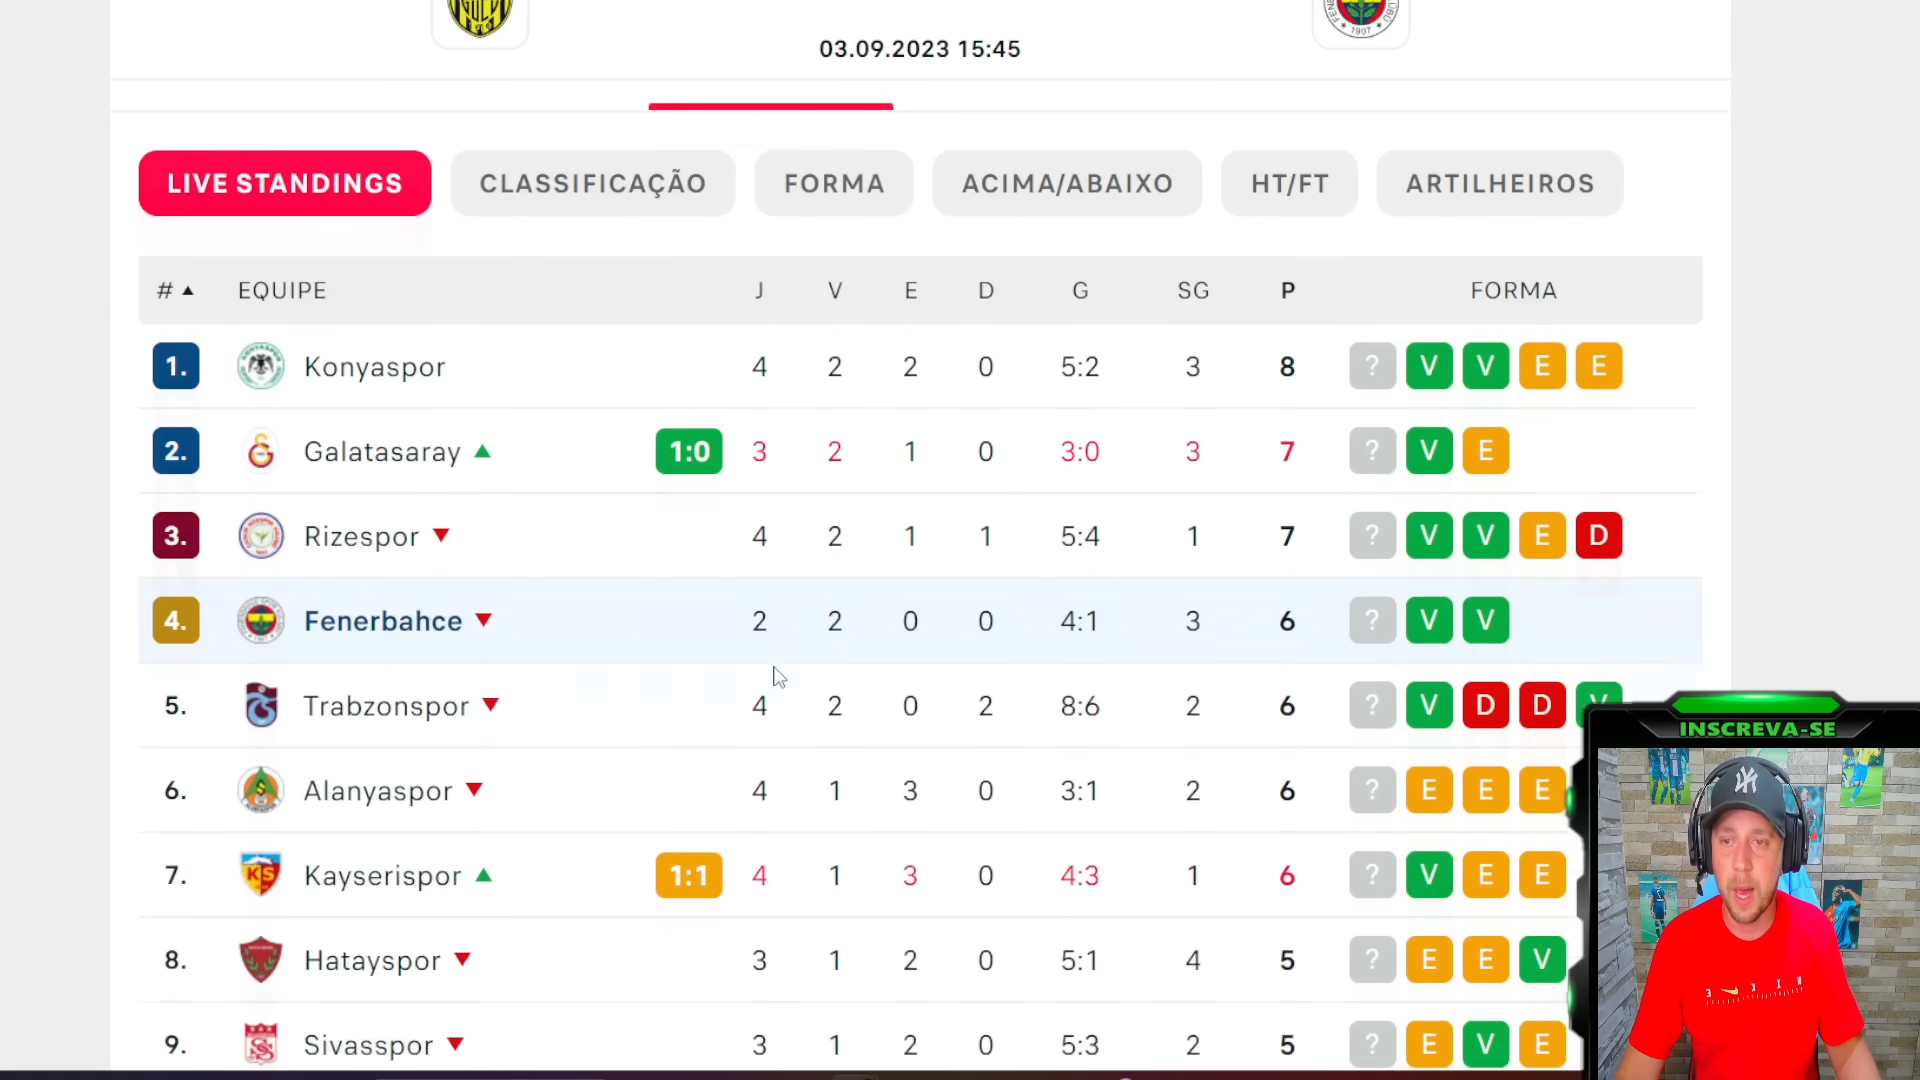 1907
03.09.2023 15:45
LIVE STANDINGS CLASSIFICAÇÃO FORMA ACIMA/ABAIXO HT/FT ARTILHEIROS
# EQUIPE J V E D G SG P FORMA
1. Konyaspor 4 2 2 0 5:2 3 8 ? V V E E
2. Galatasaray 1:0 3 2 1 0 3:0 3 7 ? V E
3. Rizespor 4 2 1 1 5:4 1 7 ? V V E D
4. Fenerbahce 2 2 0 0 4:1 3 6 ? V V
5. Trabzonspor 4 2 0 2 8:6 2 6 ? V D D V
INSCREVA-SE
6. Alanyaspor 4 1 3 0 3:1 2 6 ? E E E
7. Kayserispor 1:1 4 1 3 0 4:3 1 6 ? V E E
8. Hatayspor 3 1 2 0 5:1 4 5 ? E E V
9. Sivasspor 3 1 2 0 5:3 2 5 ? E V E